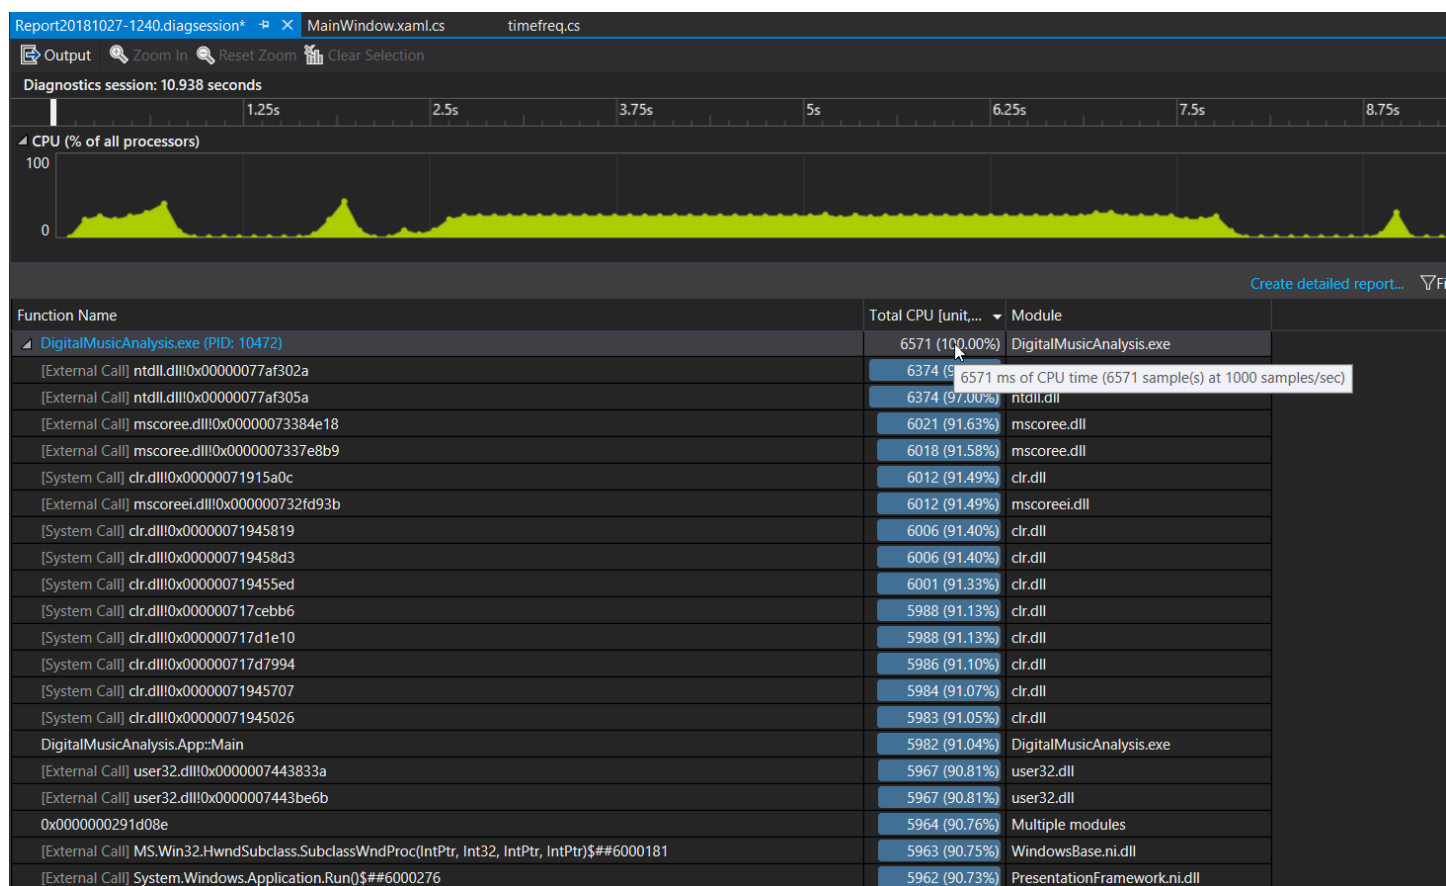 Report20181027-1240.diagsession* MainWindow.xaml.cs timefreq.cs
Output Zoom In Reset Zoom Clear Selection
Diagnostics session: 10.938 seconds
1.25s 2.5s 3.75s 5s 6.25s 7.5s 8.75s
CPU (% of all processors)
100
0
Create detailed report... Fi
Function Name Total CPU [unit,... Module
DigitalMusicAnalysis.exe (PID: 10472) 6571 (100.00%) DigitalMusicAnalysis.exe
[External Call] ntdll.dll!0x00000077af302a 6374 (9
6571 ms of CPU time (6571 sample(s) at 1000 samples/sec)
[External Call] ntdll.dll!0x00000077af305a 6374 (97.00%) ntdll.dll
[External Call] mscoree.dll!0x00000073384e18 6021 (91.63%) mscoree.dll
[External Call] mscoree.dll!0x0000007337e8b9 6018 (91.58%) mscoree.dll
[System Call] clr.dll!0x00000071915a0c 6012 (91.49%) clr.dll
[External Call] mscoreei.dll!0x000000732fd93b 6012 (91.49%) mscoreei.dll
[System Call] clr.dll!0x00000071945819 6006 (91.40%) clr.dll
[System Call] clr.dll!0x000000719458d3 6006 (91.40%) clr.dll
[System Call] clr.dll!0x000000719455ed 6001 (91.33%) clr.dll
[System Call] clr.dll!0x000000717cebb6 5988 (91.13%) clr.dll
[System Call] clr.dll!0x000000717d1e10 5988 (91.13%) clr.dll
[System Call] clr.dll!0x000000717d7994 5986 (91.10%) clr.dll
[System Call] clr.dll!0x00000071945707 5984 (91.07%) clr.dll
[System Call] clr.dll!0x00000071945026 5983 (91.05%) clr.dll
DigitalMusicAnalysis.App::Main 5982 (91.04%) DigitalMusicAnalysis.exe
[External Call] user32.dll!0x0000007443833a 5967 (90.81%) user32.dll
[External Call] user32.dll!0x0000007443be6b 5967 (90.81%) user32.dll
0x0000000291d08e 5964 (90.76%) Multiple modules
[External Call] MS.Win32.HwndSubclass.SubclassWndProc(IntPtr, Int32, IntPtr, IntPtr)$##6000181 5963 (90.75%) WindowsBase.ni.dll
[External Call] System.Windows.Application.Run()$##6000276 5962 (90.73%) PresentationFramework.ni.dll